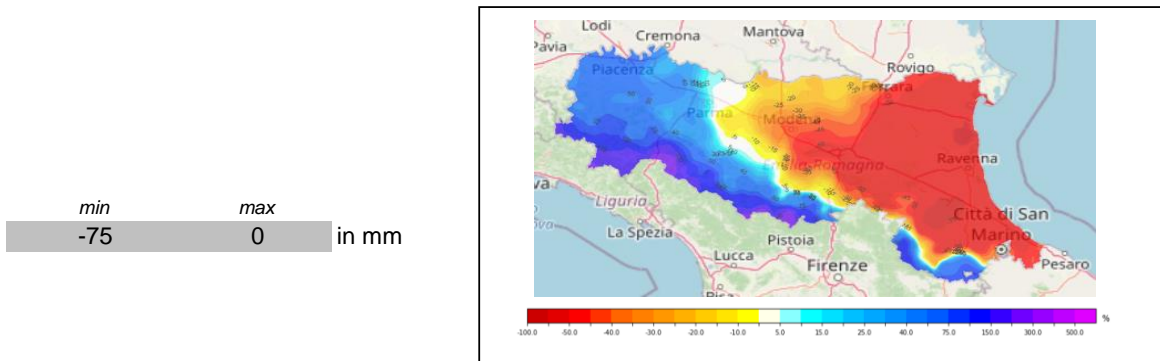 min max
-75 0 in mm
Lodi
Pavia
Cremona
Mantova
Rovigo
Piacenza
Ferrara
Parma
Modena
Emilia-Romagna
Ravenna
Liguria
Città di San
Marino
La Spezia
Pistoia
Lucca
Firenze
Pesaro
-100.0 -50.0 -40.0 -30.0 -20.0 -10.0 5.0 15.0 25.0 40.0 75.0 150.0 300.0 500.0 %